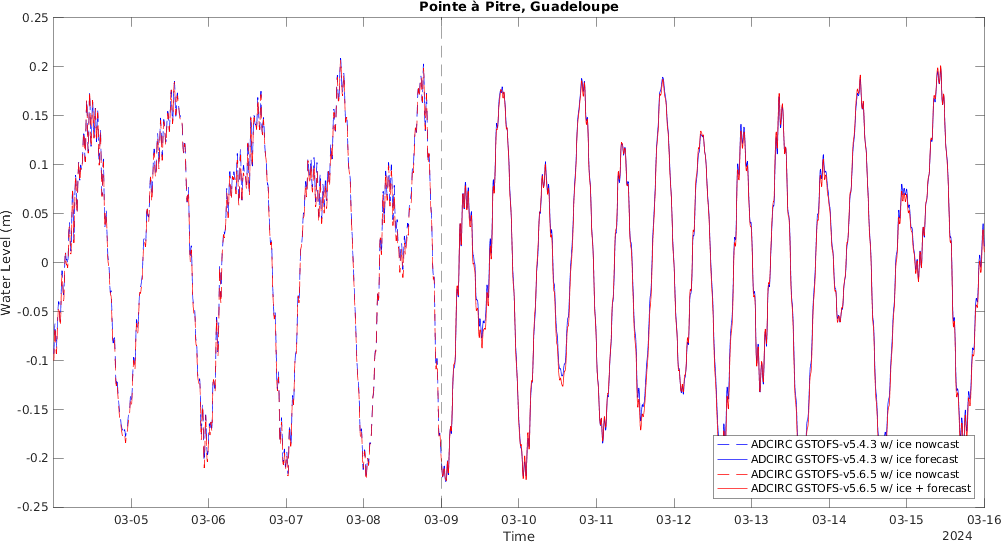 Pointe à Pitre, Guadeloupe
0.25
0.2
0.15
0.1
0.05
0
-0.05
-0.1
-0.15
-0.2
-0.25
Water Level (m)
ADCIRC GSTOFS-v5.4.3 w/ ice nowcast
ADCIRC GSTOFS-v5.4.3 w/ ice forecast
ADCIRC GSTOFS-v5.6.5 w/ ice nowcast
ADCIRC GSTOFS-v5.6.5 w/ ice + forecast
03-05 03-06 03-07 03-08 03-09 03-10 03-11 03-12 03-13 03-14 03-15 03-16
Time
2024